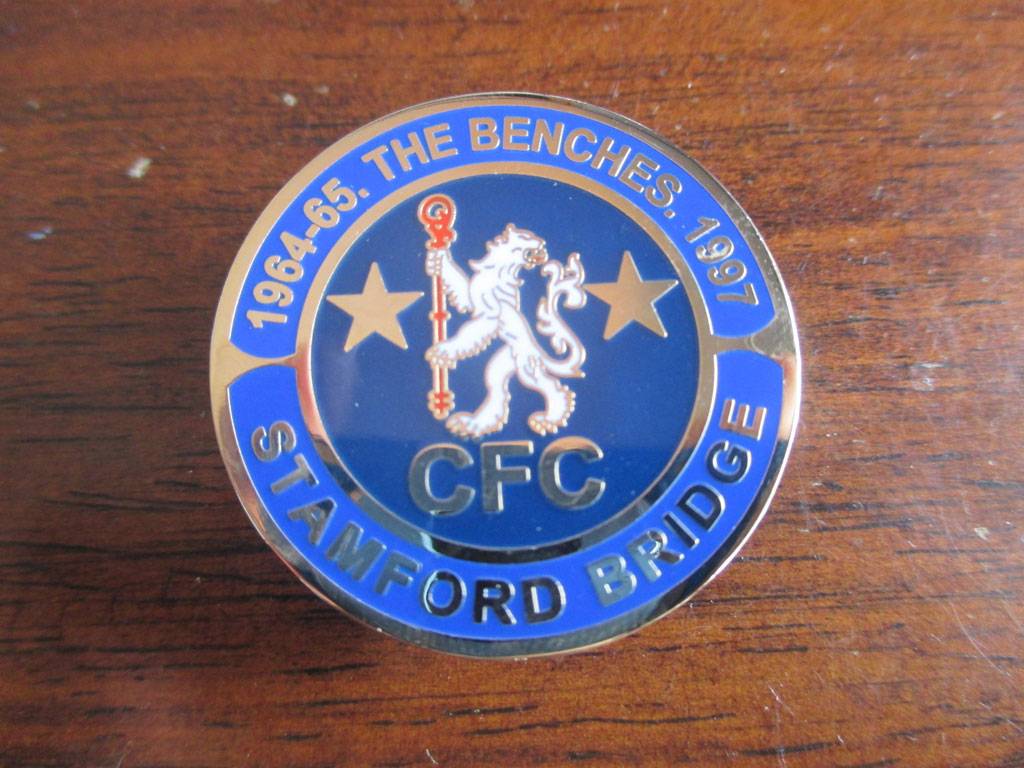 1964-65. THE BENCHES. 1997
CFC
STAMFORD BRIDGE